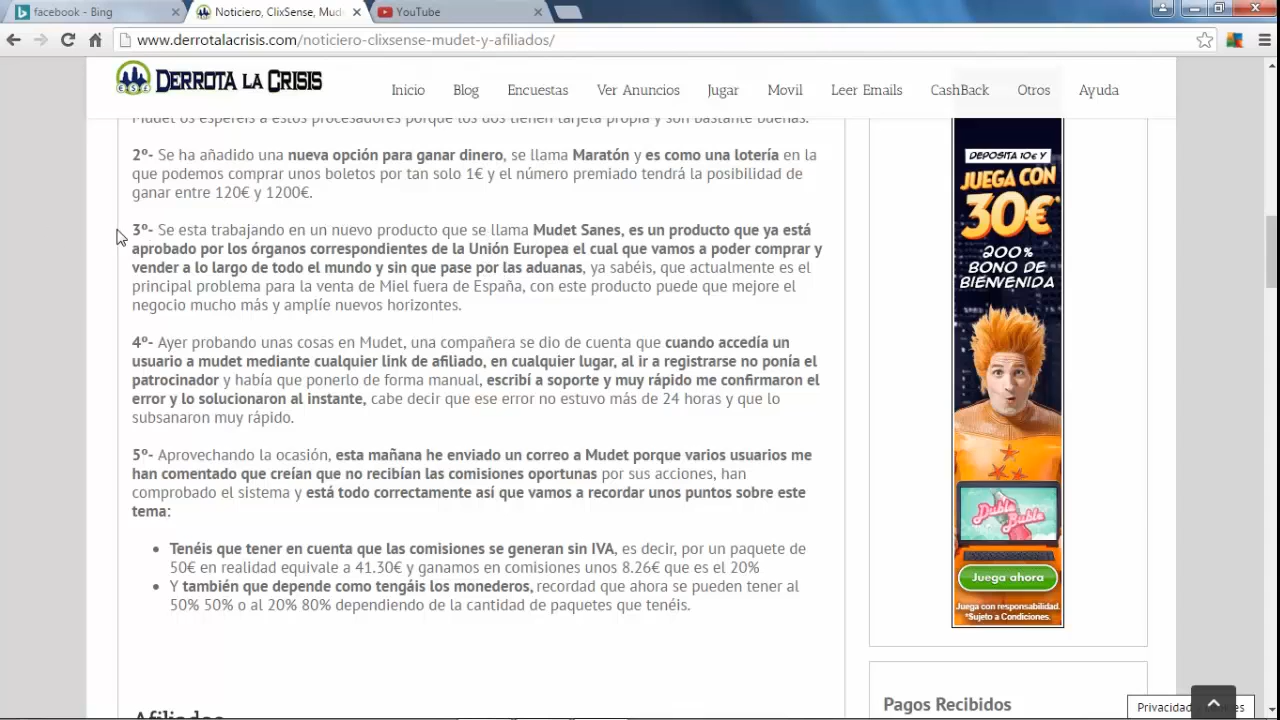 facebook - Bing
Noticiero, ClixSense, Mud
YouTube
www.derrotalacrisis.com/noticiero-clixsense-mudet-y-afiliados/
DERROTA LA CRISIS
Inicio Blog Encuestas Ver Anuncios Jugar Movil Leer Emails CashBack Otros Ayuda
Mudet os espereis a estos procesadores porque los dos tienen tarjeta propia y son bastante buenas.
2º- Se ha añadido una nueva opción para ganar dinero, se llama Maratón y es como una lotería en la
que podemos comprar unos boletos por tan solo 1€ y el número premiado tendrá la posibilidad de
ganar entre 120€ y 1200€.
3º- Se esta trabajando en un nuevo producto que se llama Mudet Sanes, es un producto que ya está
aprobado por los órganos correspondientes de la Unión Europea el cual que vamos a poder comprar y
vender a lo largo de todo el mundo y sin que pase por las aduanas, ya sabéis, que actualmente es el
principal problema para la venta de Miel fuera de España, con este producto puede que mejore el
negocio mucho más y amplíe nuevos horizontes.
4º- Ayer probando unas cosas en Mudet, una compañera se dio de cuenta que cuando accedía un
usuario a mudet mediante cualquier link de afiliado, en cualquier lugar, al ir a registrarse no ponía el
patrocinador y había que ponerlo de forma manual, escribí a soporte y muy rápido me confirmaron el
error y lo solucionaron al instante, cabe decir que ese error no estuvo más de 24 horas y que lo
subsanaron muy rápido.
5º- Aprovechando la ocasión, esta mañana he enviado un correo a Mudet porque varios usuarios me
han comentado que creían que no recibían las comisiones oportunas por sus acciones, han
comprobado el sistema y está todo correctamente así que vamos a recordar unos puntos sobre este
tema:
• Tenéis que tener en cuenta que las comisiones se generan sin IVA, es decir, por un paquete de
50€ en realidad equivale a 41.30€ y ganamos en comisiones unos 8.26€ que es el 20%
• Y también que depende como tengáis los monederos, recordad que ahora se pueden tener al
50% 50% o al 20% 80% dependiendo de la cantidad de paquetes que tenéis.
Afiliados
DEPOSITA 10€ Y
JUEGA CON
30€*
200%
BONO DE
BIENVENIDA
Duble
Buble
Juega ahora
Juega con responsabilidad.
*Sujeto a Condiciones.
Pagos Recibidos